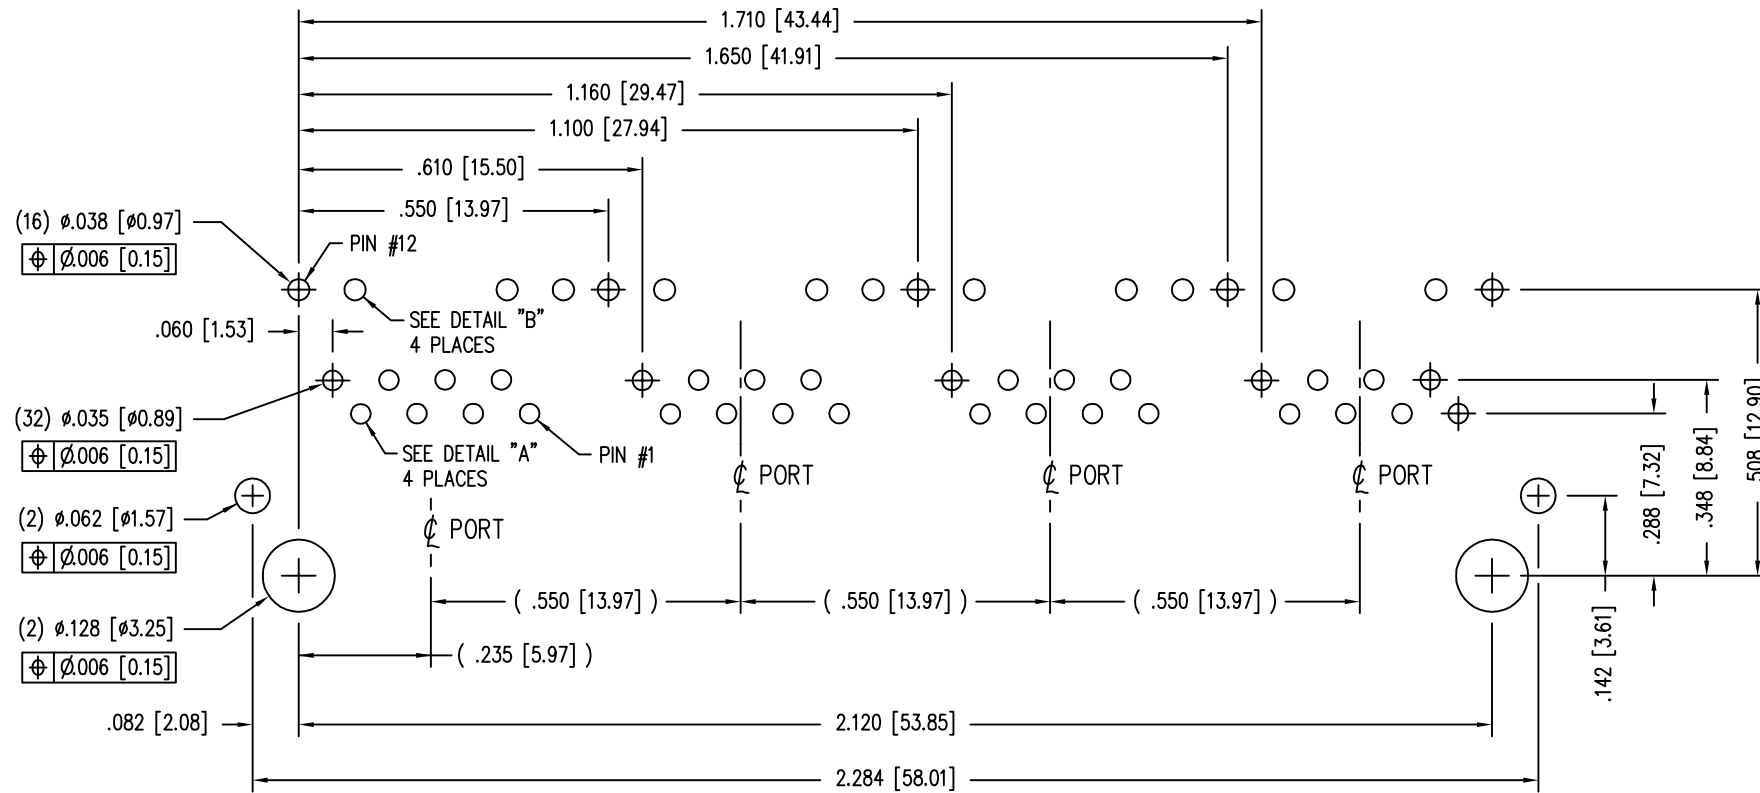 1.710 [43.44]
1.650 [41.91]
1.160 [29.47]
1.100 [27.94]
.610 [15.50]
.550 [13.97]
(16) ø.038 [ø0.97]
⌖ Ø.006 [0.15]
PIN #12
SEE DETAIL "B"
4 PLACES
.060 [1.53]
(32) ø.035 [ø0.89]
⌖ Ø.006 [0.15]
SEE DETAIL "A"
4 PLACES
PIN #1
℄ PORT
℄ PORT
℄ PORT
℄ PORT
(2) ø.062 [ø1.57]
⌖ Ø.006 [0.15]
.508 [12.90]
.348 [8.84]
.288 [7.32]
.142 [3.61]
( .550 [13.97] )
( .550 [13.97] )
( .550 [13.97] )
(2) ø.128 [ø3.25]
⌖ Ø.006 [0.15]
( .235 [5.97] )
.082 [2.08]
2.120 [53.85]
2.284 [58.01]